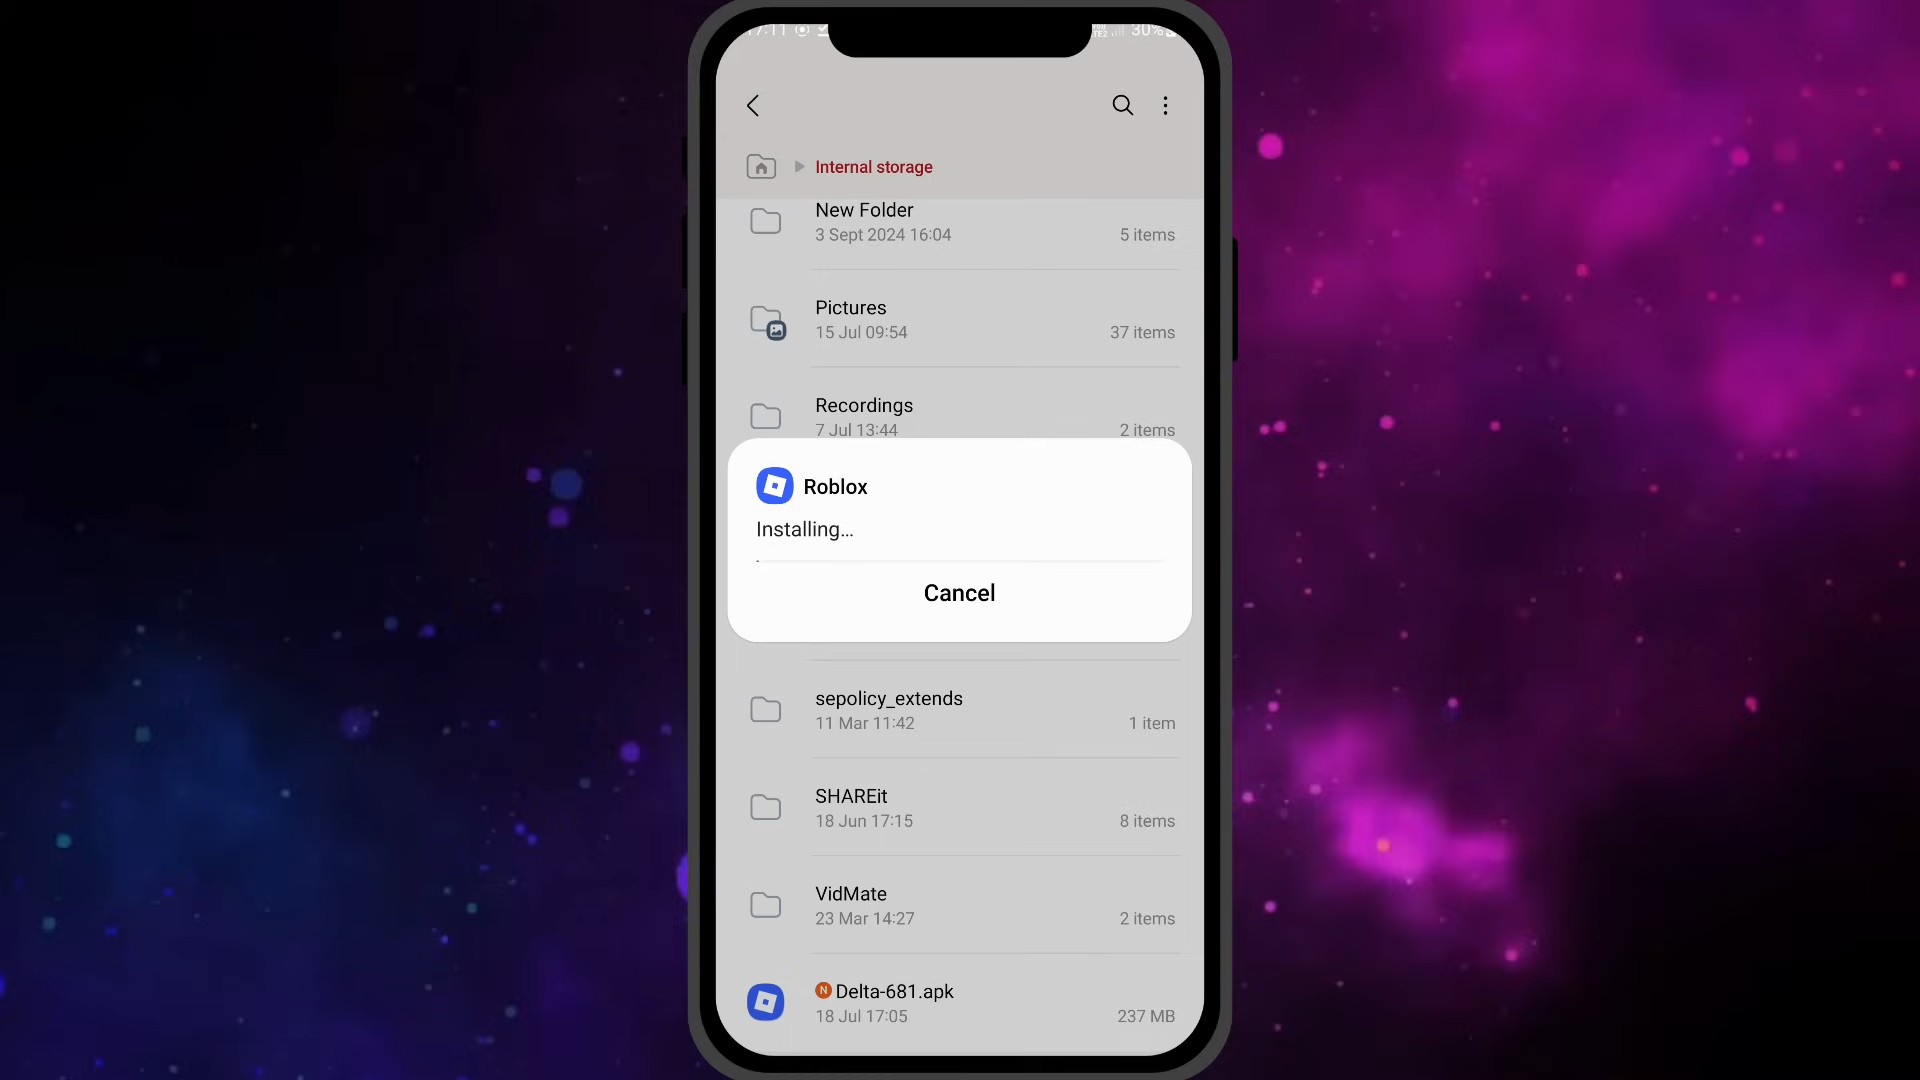 17:11 30%
Internal storage
New Folder
3 Sept 2024 16:04 5 items
Pictures
15 Jul 09:54 37 items
Recordings
7 Jul 13:44 2 items
Roblox
Installing...
Cancel
sepolicy_extends
11 Mar 11:42 1 item
SHAREit
18 Jun 17:15 8 items
VidMate
23 Mar 14:27 2 items
N Delta-681.apk
18 Jul 17:05 237 MB